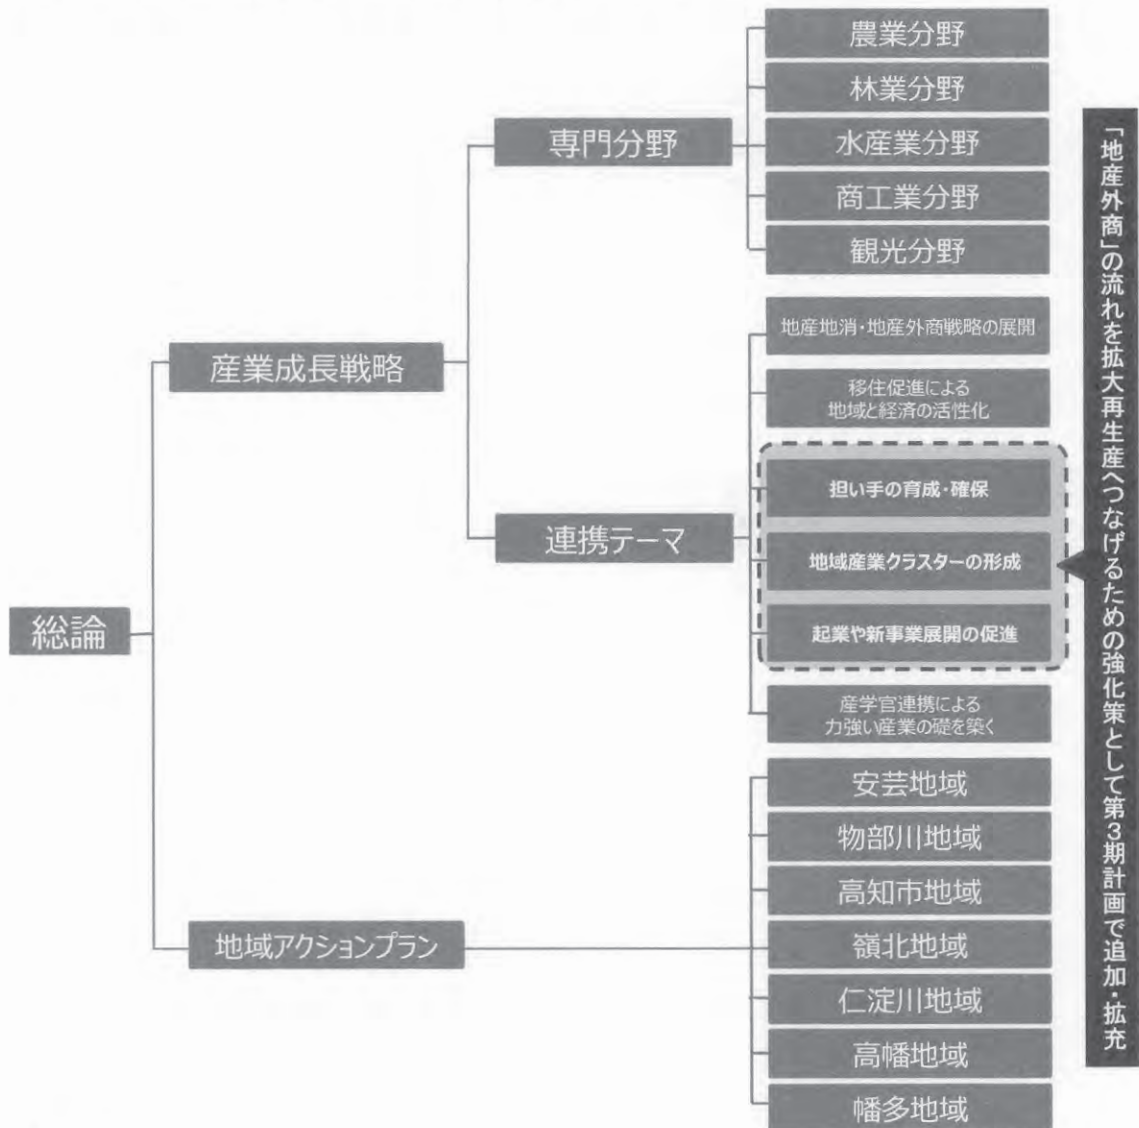 総論
産業成長戦略
専門分野
農業分野
林業分野
水産業分野
商工業分野
観光分野
連携テーマ
地産地消・地産外商戦略の展開
移住促進による
地域と経済の活性化
担い手の育成・確保
地域産業クラスターの形成
起業や新事業展開の促進
産学官連携による
力強い産業の礎を築く
地域アクションプラン
安芸地域
物部川地域
高知市地域
嶺北地域
仁淀川地域
高幡地域
幡多地域
「地産外商」の流れを拡大再生産へつなげるための強化策として第3期計画で追加・拡充